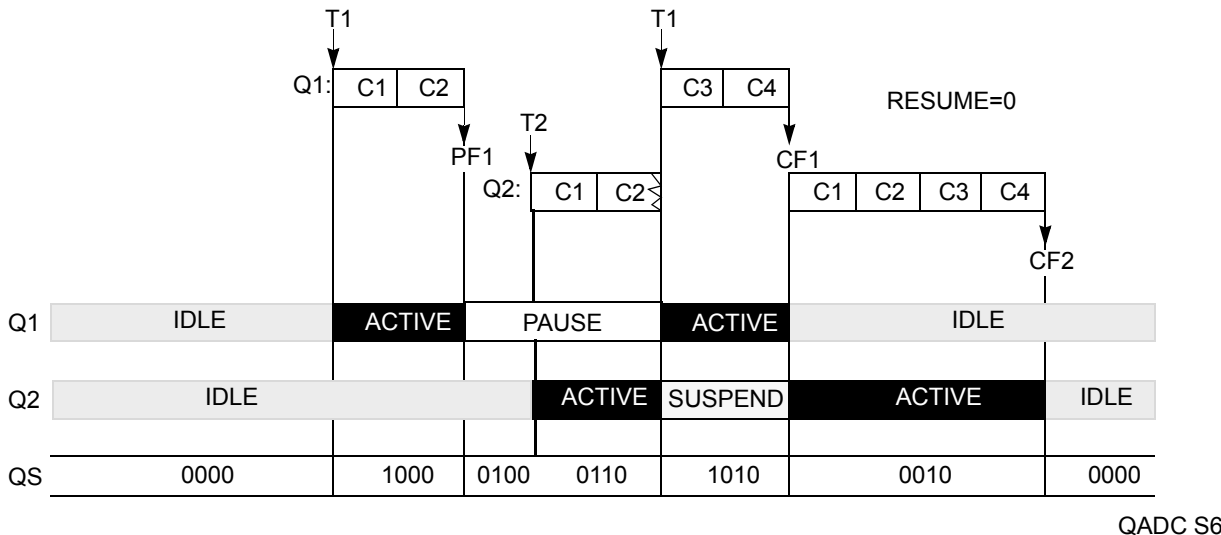 T1 T1
Q1: C1 C2 C3 C4
RESUME=0
T2
PF1 CF1
Q2: C1 C2 C1 C2 C3 C4
CF2
Q1 IDLE ACTIVE PAUSE ACTIVE IDLE
Q2 IDLE ACTIVE SUSPEND ACTIVE IDLE
QS 0000 1000 0100 0110 1010 0010 0000
QADC S6